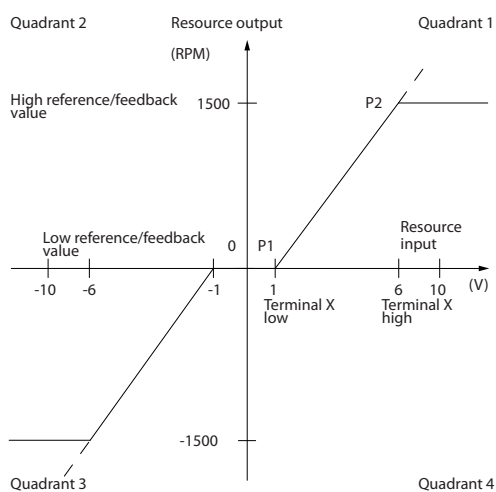 Quadrant 2
Resource output
Quadrant 1
(RPM)
High reference/feedback
value
1500
P2
Low reference/feedback
value
0
P1
Resource
input
-10
-6
-1
1
6
10
(V)
Terminal X
low
Terminal X
high
-1500
Quadrant 3
Quadrant 4